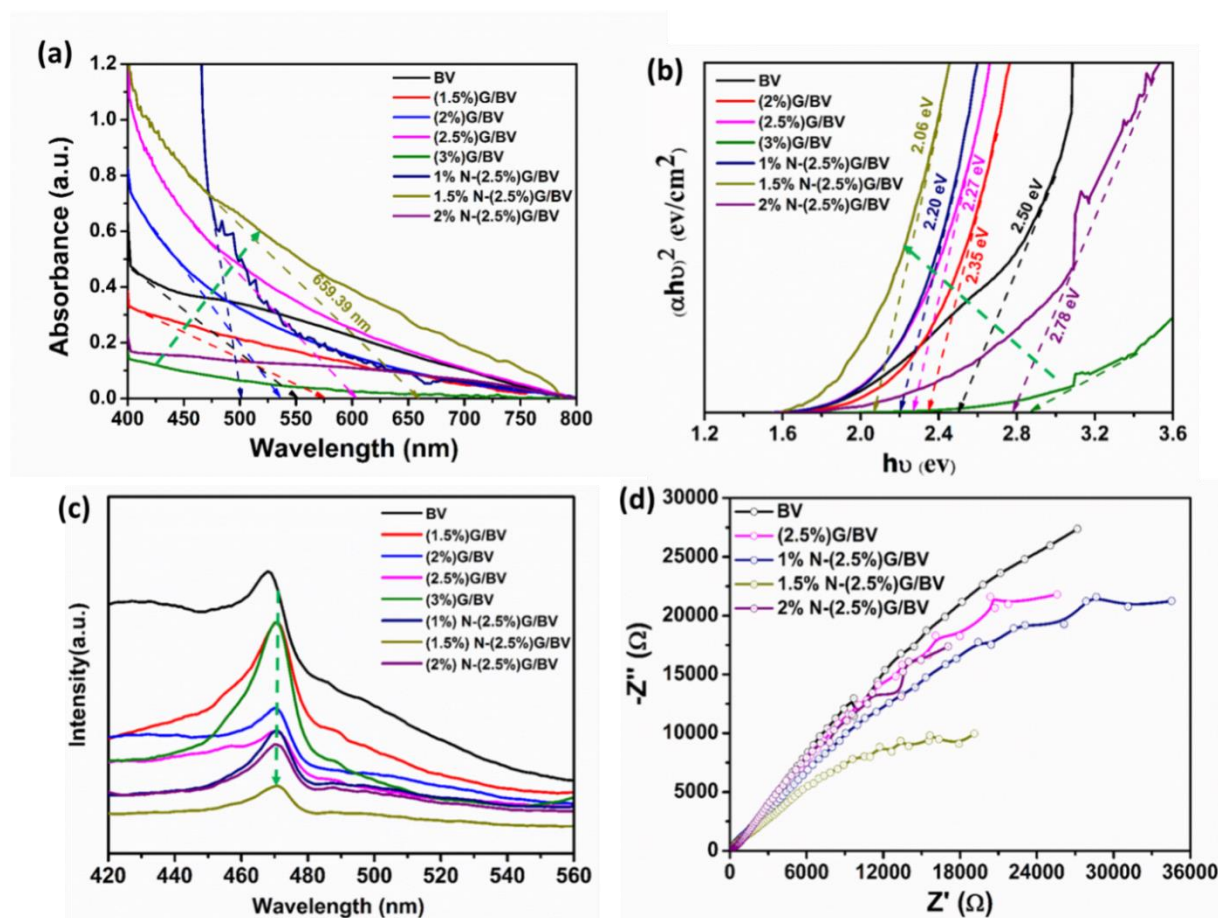 (a)
1.2
1.0
0.8
0.6
0.4
0.2
0.0
Absorbance (a.u.)
BV
(1.5%)G/BV
(2%)G/BV
(2.5%)G/BV
(3%)G/BV
1% N-(2.5%)G/BV
1.5% N-(2.5%)G/BV
2% N-(2.5%)G/BV
659.39 nm
400 450 500 550 600 650 700 750 800
Wavelength (nm)
(b)
(αhυ)² (ev/cm²)
BV
(2%)G/BV
(2.5%)G/BV
(3%)G/BV
1% N-(2.5%)G/BV
1.5% N-(2.5%)G/BV
2% N-(2.5%)G/BV
2.06 eV
2.20 eV
2.27 eV
2.35 eV
2.50 eV
2.78 eV
1.2 1.6 2.0 2.4 2.8 3.2 3.6
hυ (ev)
(c)
Intensity(a.u.)
BV
(1.5%)G/BV
(2%)G/BV
(2.5%)G/BV
(3%)G/BV
(1%) N-(2.5%)G/BV
(1.5%) N-(2.5%)G/BV
(2%) N-(2.5%)G/BV
420 440 460 480 500 520 540 560
Wavelength (nm)
(d)
30000
25000
20000
15000
10000
5000
0
-Z'' (Ω)
BV
(2.5%)G/BV
1% N-(2.5%)G/BV
1.5% N-(2.5%)G/BV
2% N-(2.5%)G/BV
0 6000 12000 18000 24000 30000 36000
Z' (Ω)